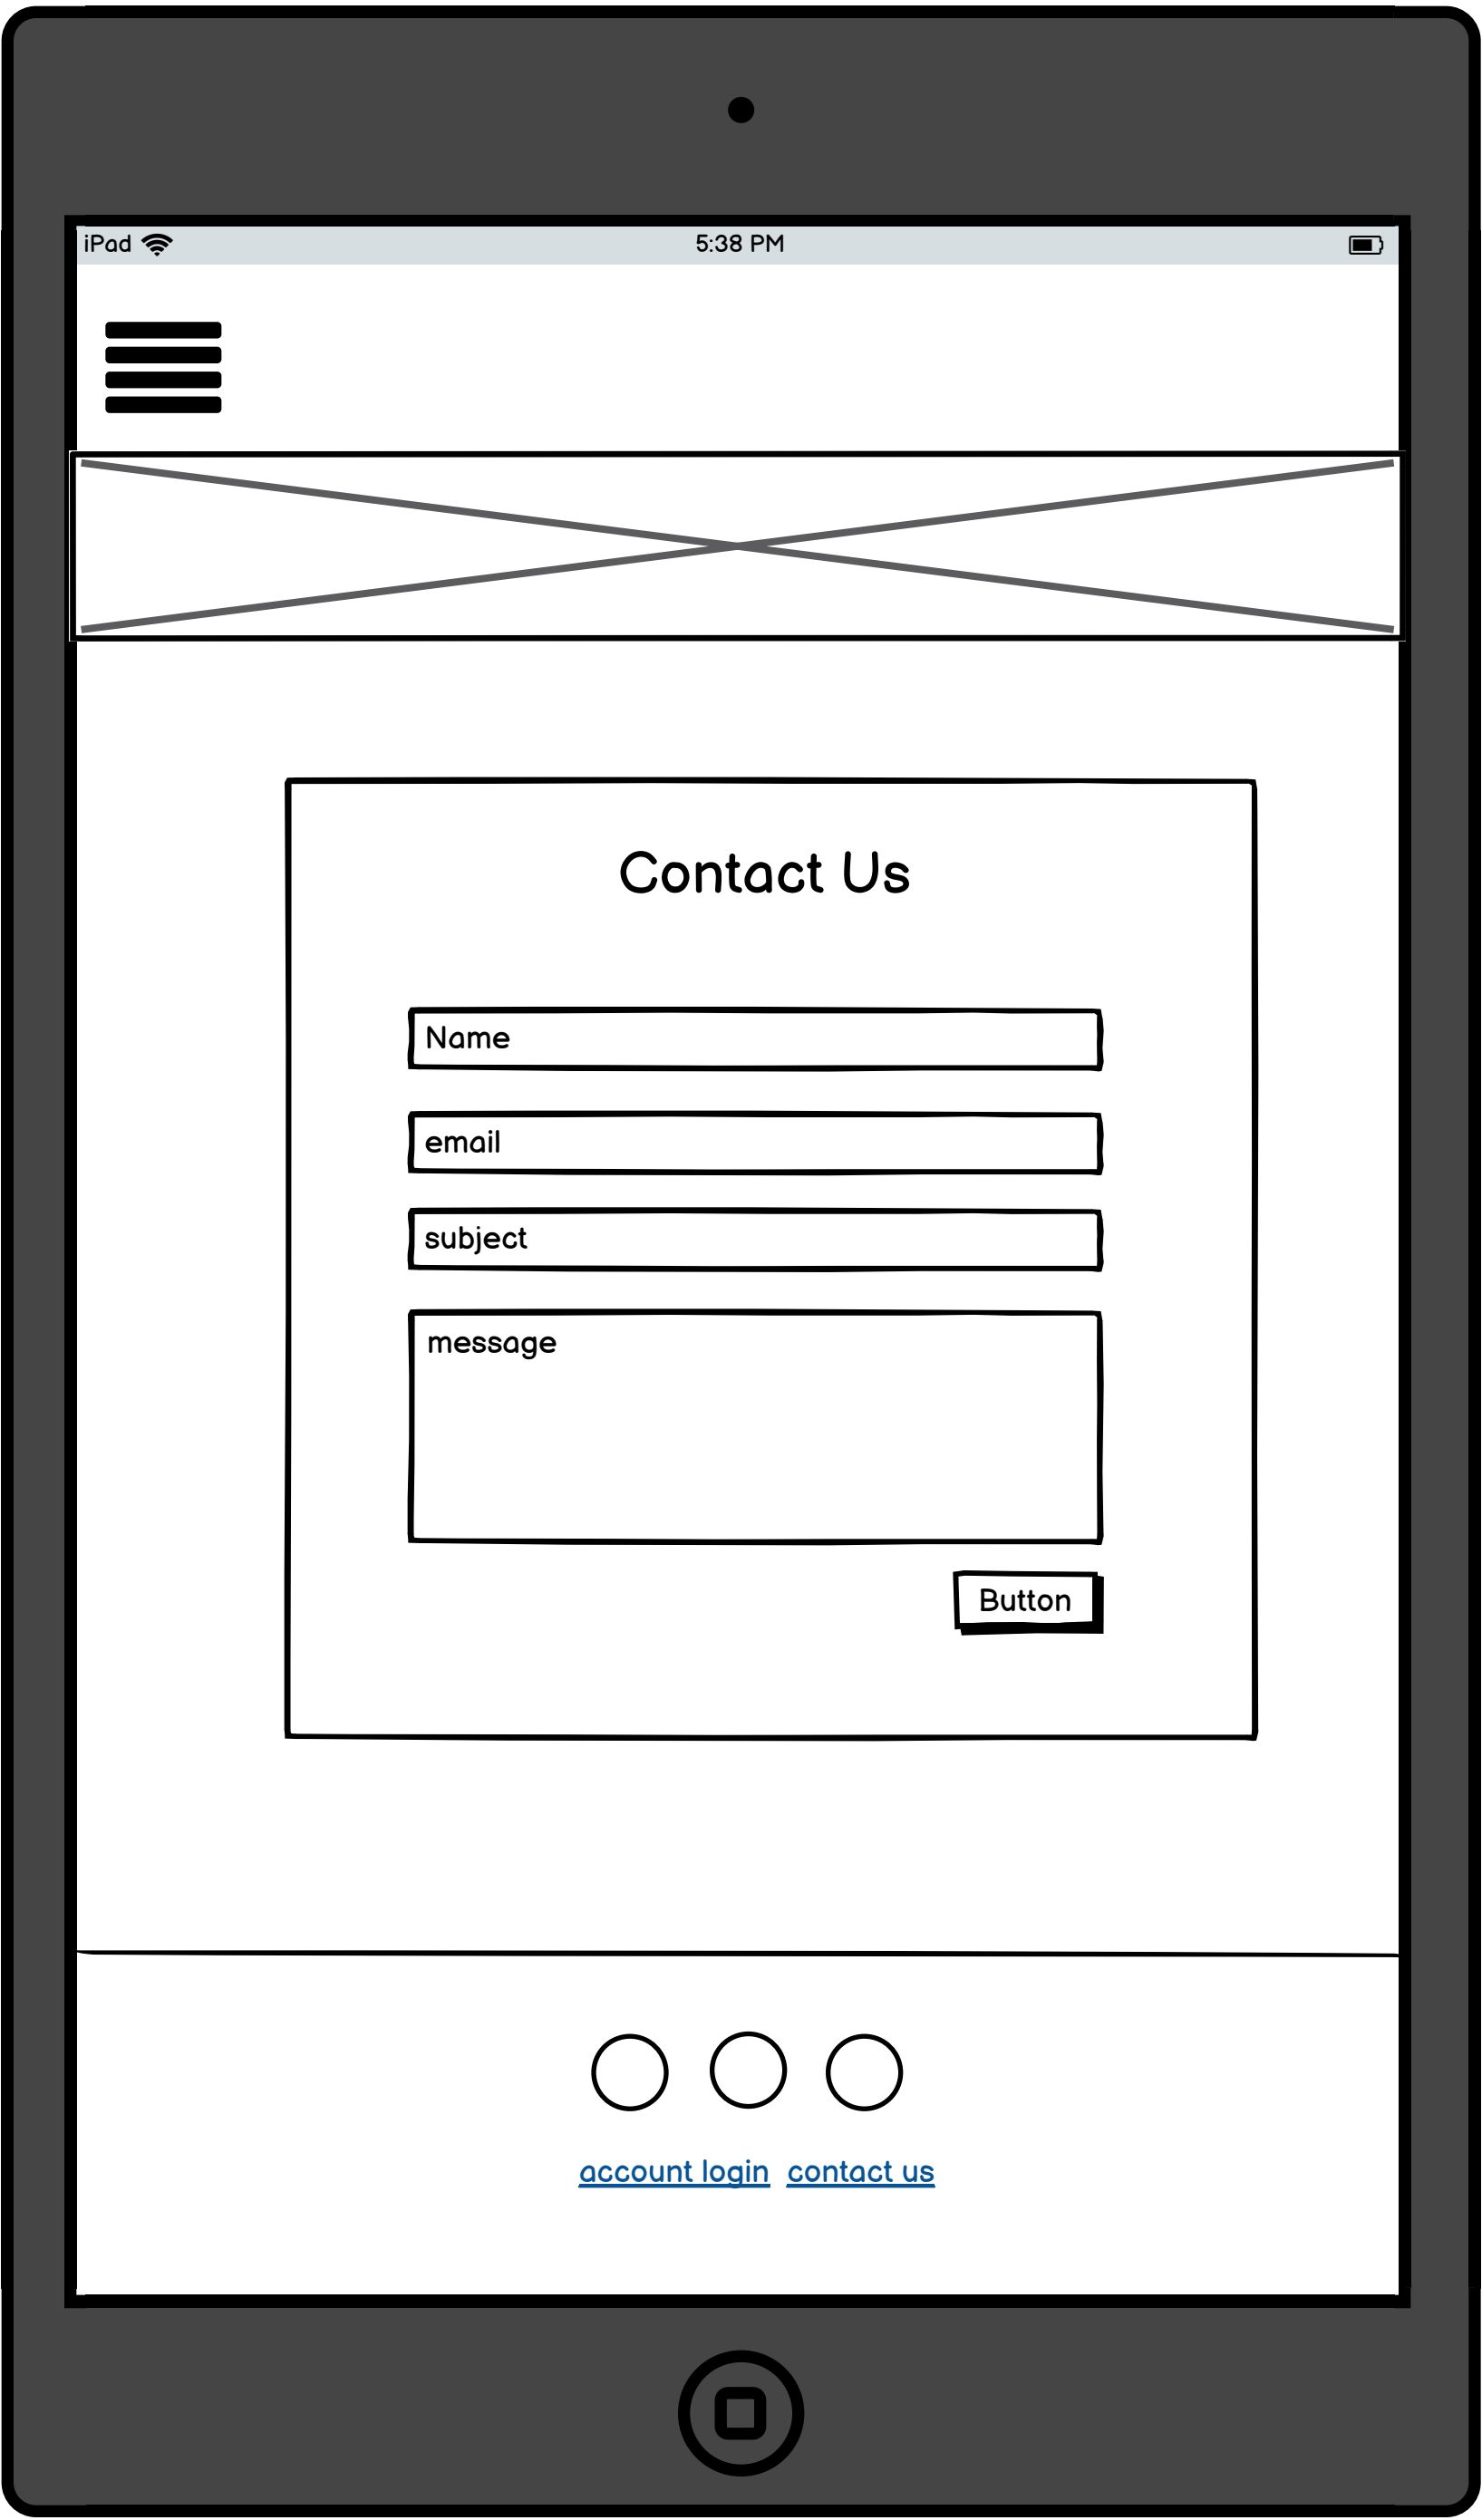 iPad 5:38 PM
Contact Us
Name
email
subject
message
Button
account login contact us